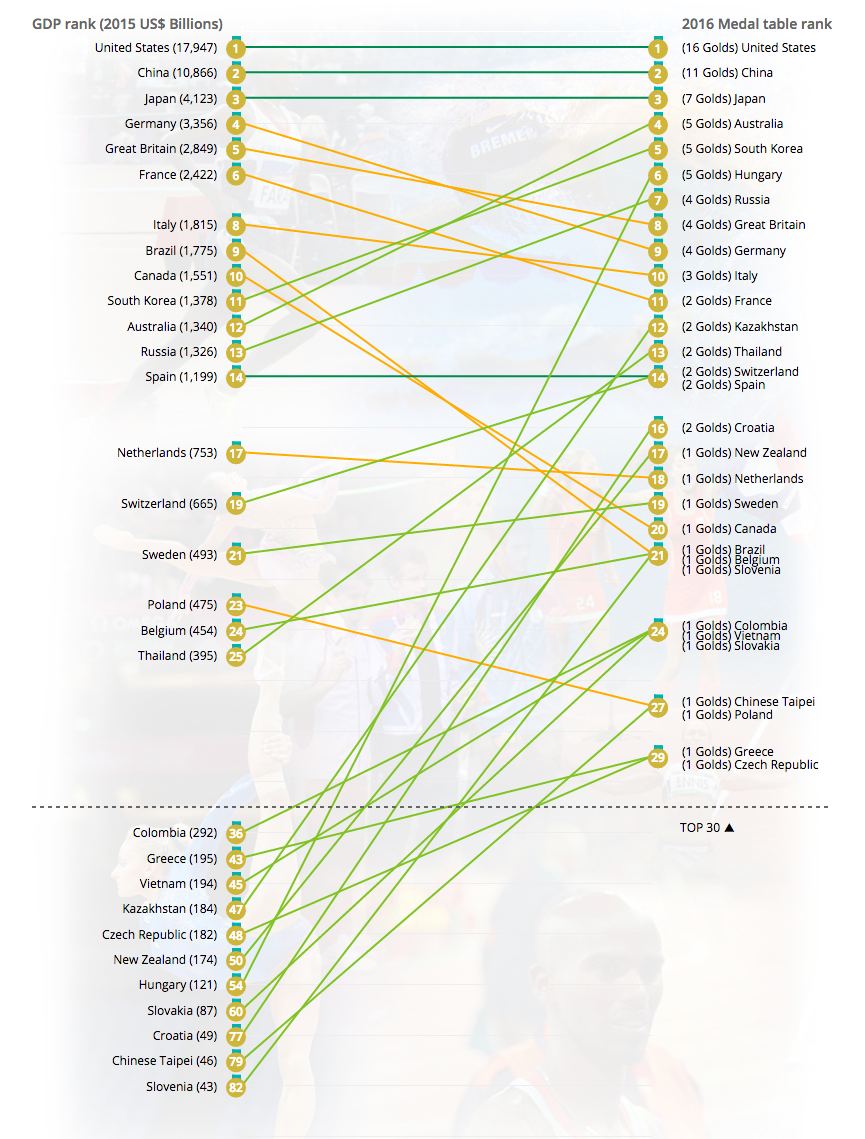 GDP rank (2015 US$ Billions)
2016 Medal table rank
United States (17,947) 1
1 (16 Golds) United States
China (10,866) 2
2 (11 Golds) China
Japan (4,123) 3
3 (7 Golds) Japan
Germany (3,356) 4
4 (5 Golds) Australia
Great Britain (2,849) 5
5 (5 Golds) South Korea
France (2,422) 6
6 (5 Golds) Hungary
7 (4 Golds) Russia
Italy (1,815) 8
8 (4 Golds) Great Britain
Brazil (1,775) 9
9 (4 Golds) Germany
Canada (1,551) 10
10 (3 Golds) Italy
South Korea (1,378) 11
11 (2 Golds) France
Australia (1,340) 12
12 (2 Golds) Kazakhstan
Russia (1,326) 13
13 (2 Golds) Thailand
Spain (1,199) 14
14 (2 Golds) Switzerland
(2 Golds) Spain
16 (2 Golds) Croatia
Netherlands (753) 17
17 (1 Golds) New Zealand
18 (1 Golds) Netherlands
Switzerland (665) 19
19 (1 Golds) Sweden
20 (1 Golds) Canada
Sweden (493) 21
21 (1 Golds) Brazil
(1 Golds) Belgium
(1 Golds) Slovenia
Poland (475) 23
Belgium (454) 24
24 (1 Golds) Colombia
(1 Golds) Vietnam
(1 Golds) Slovakia
Thailand (395) 25
27 (1 Golds) Chinese Taipei
(1 Golds) Poland
29 (1 Golds) Greece
(1 Golds) Czech Republic
TOP 30 ▲
Colombia (292) 36
Greece (195) 43
Vietnam (194) 45
Kazakhstan (184) 47
Czech Republic (182) 48
New Zealand (174) 50
Hungary (121) 54
Slovakia (87) 60
Croatia (49) 77
Chinese Taipei (46) 79
Slovenia (43) 82
BREMEN
24
18
ENNIS